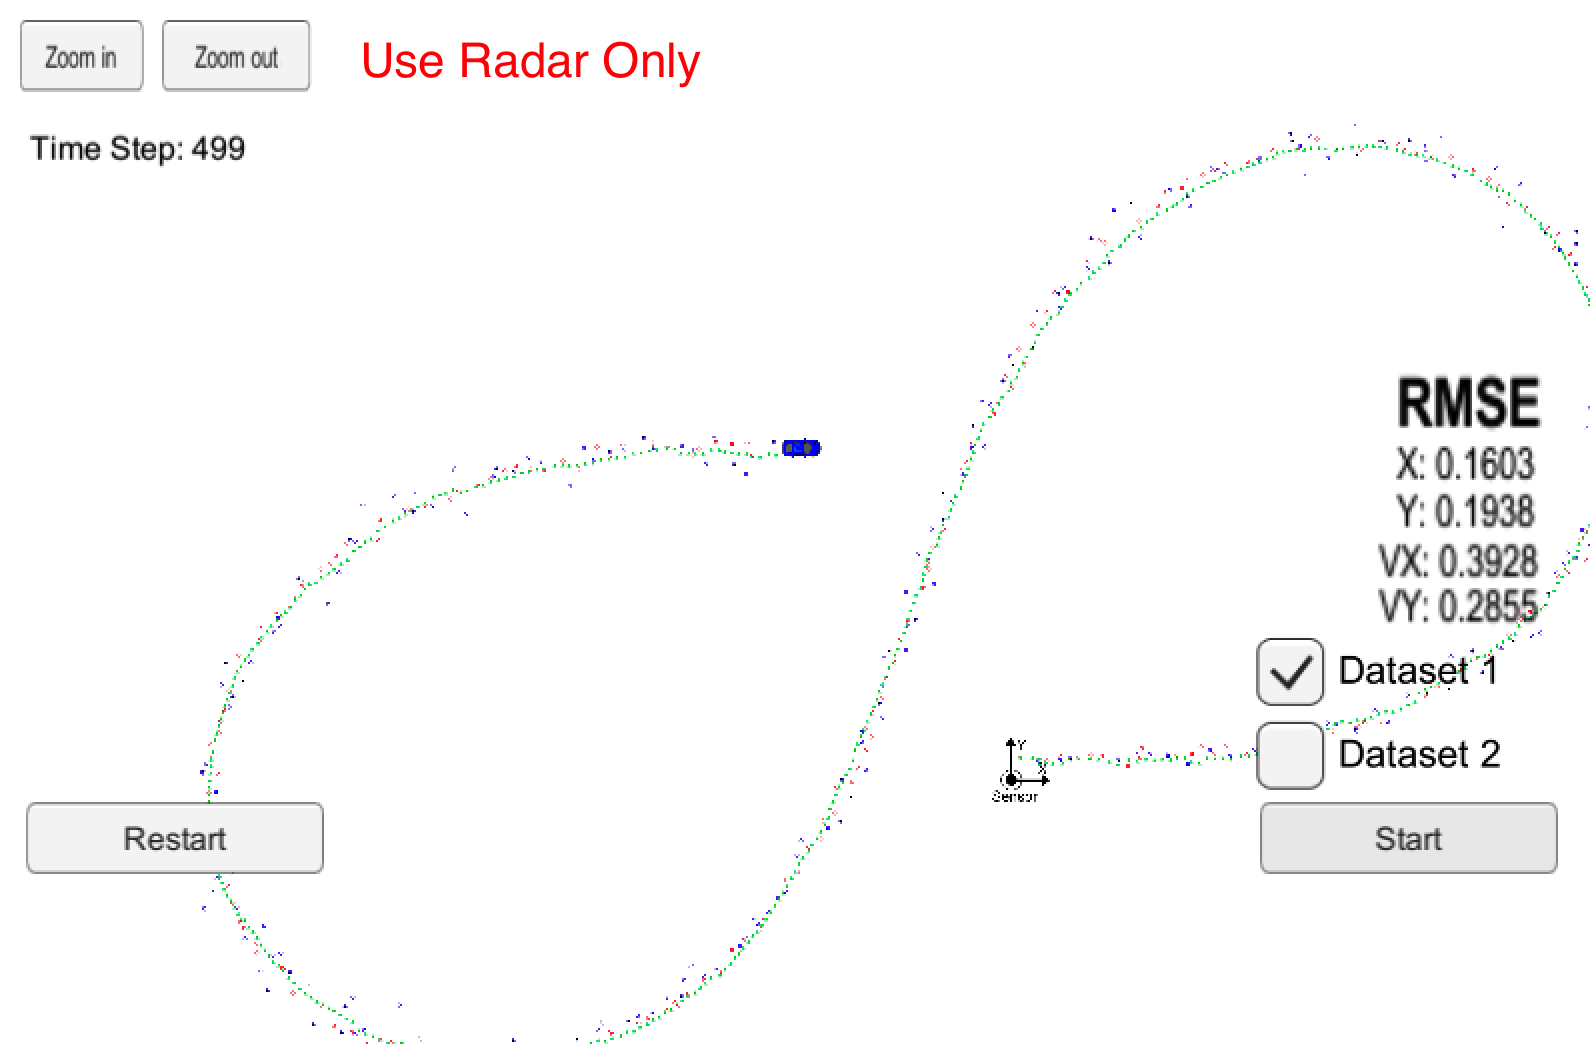 Zoom in
Zoom out
Use Radar Only
Time Step: 499
RMSE
X: 0.1603
Y: 0.1938
VX: 0.3928
VY: 0.2855
Dataset 1
Y
X
Sensor
Dataset 2
Restart
Start